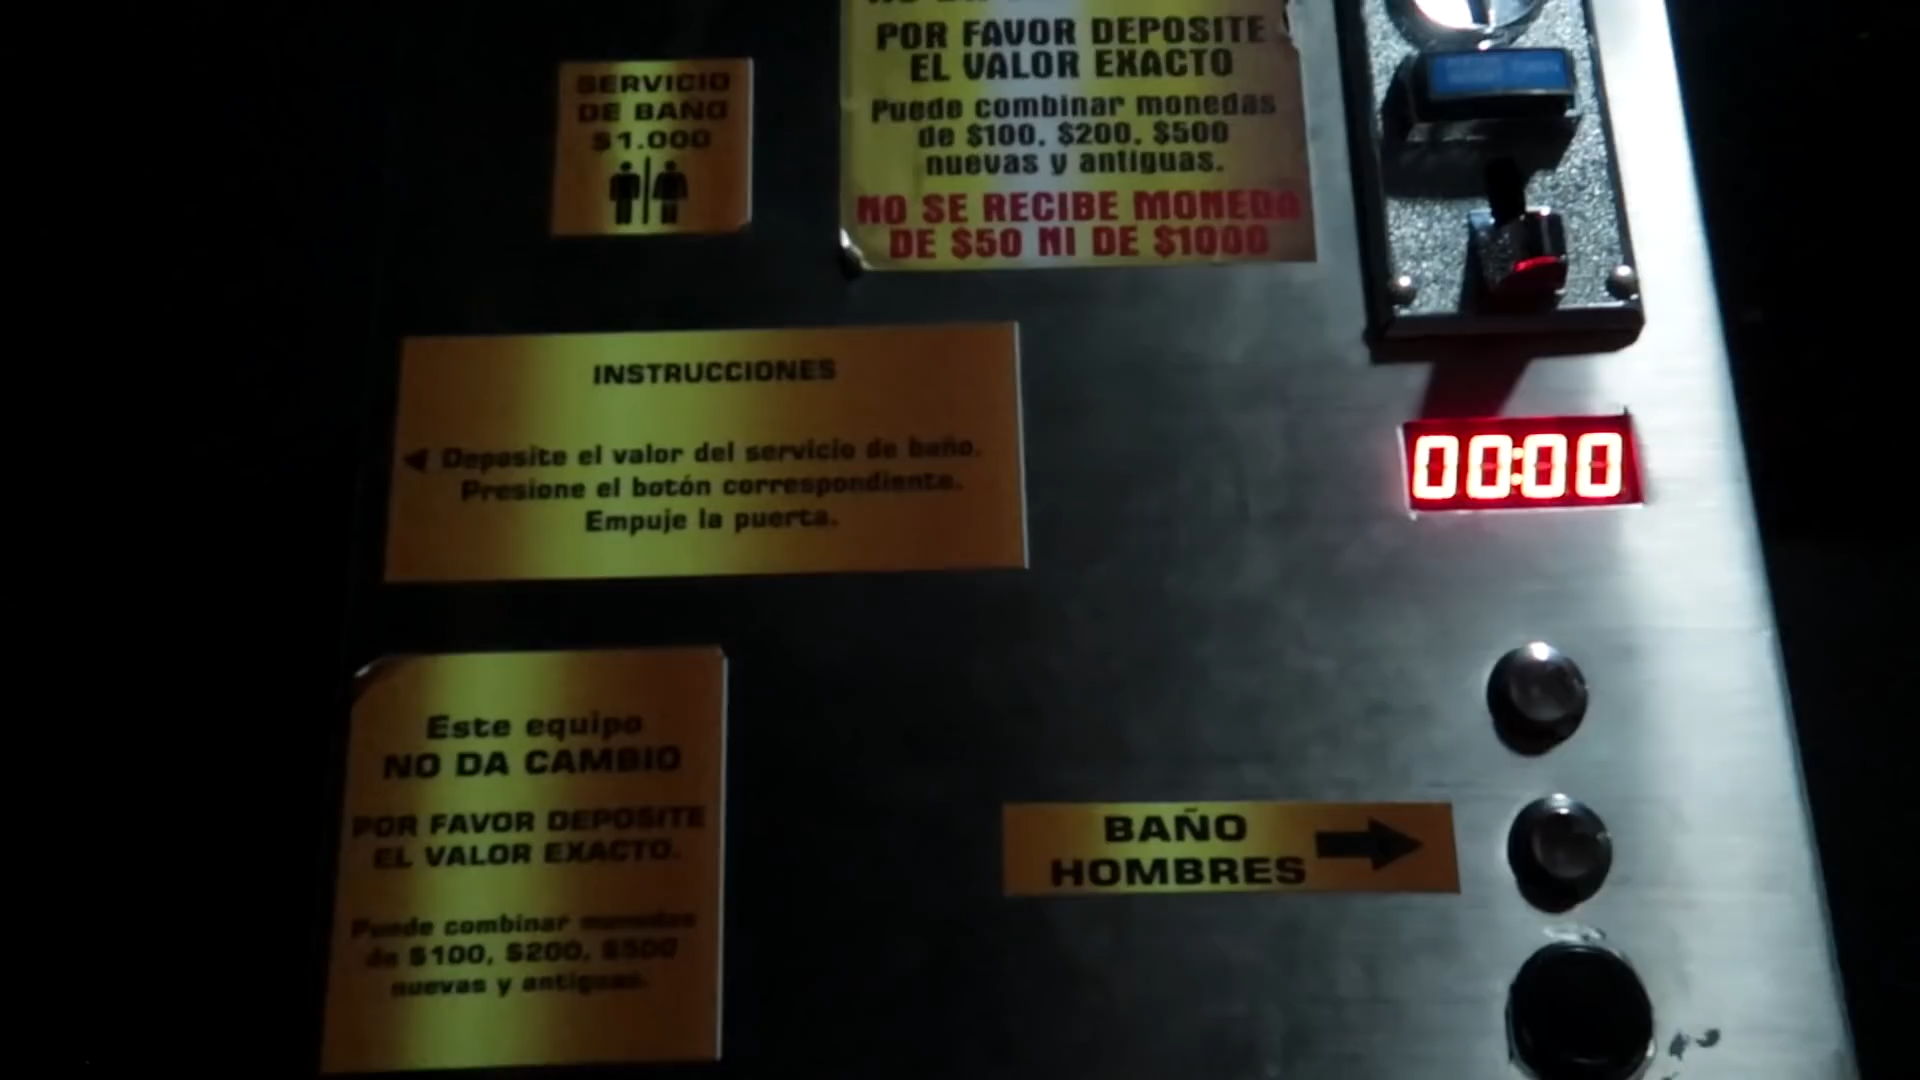 SERVICIO
DE BAÑO
$1.000
POR FAVOR DEPOSITE
EL VALOR EXACTO
Puede combinar monedas
de $100, $200, $500
nuevas y antiguas.
NO SE RECIBE MONEDA
DE $50 NI DE $1000
INSTRUCCIONES
Deposite el valor del servicio de baño.
Presione el botón correspondiente.
Empuje la puerta.
00:00
Este equipo
NO DA CAMBIO
POR FAVOR DEPOSITE
EL VALOR EXACTO.
Puede combinar monedas
de $100, $200, $500
nuevas y antiguas.
BAÑO
HOMBRES